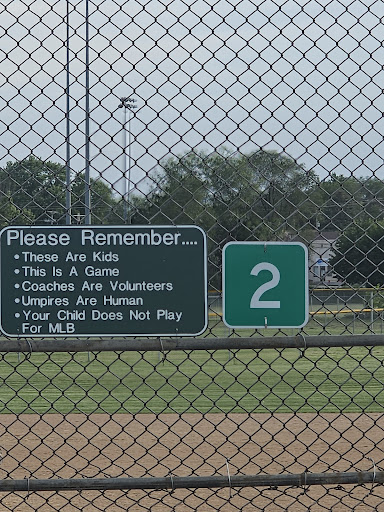 Please Remember....
• These Are Kids
• This Is A Game
• Coaches Are Volunteers
• Umpires Are Human
• Your Child Does Not Play
For MLB
2